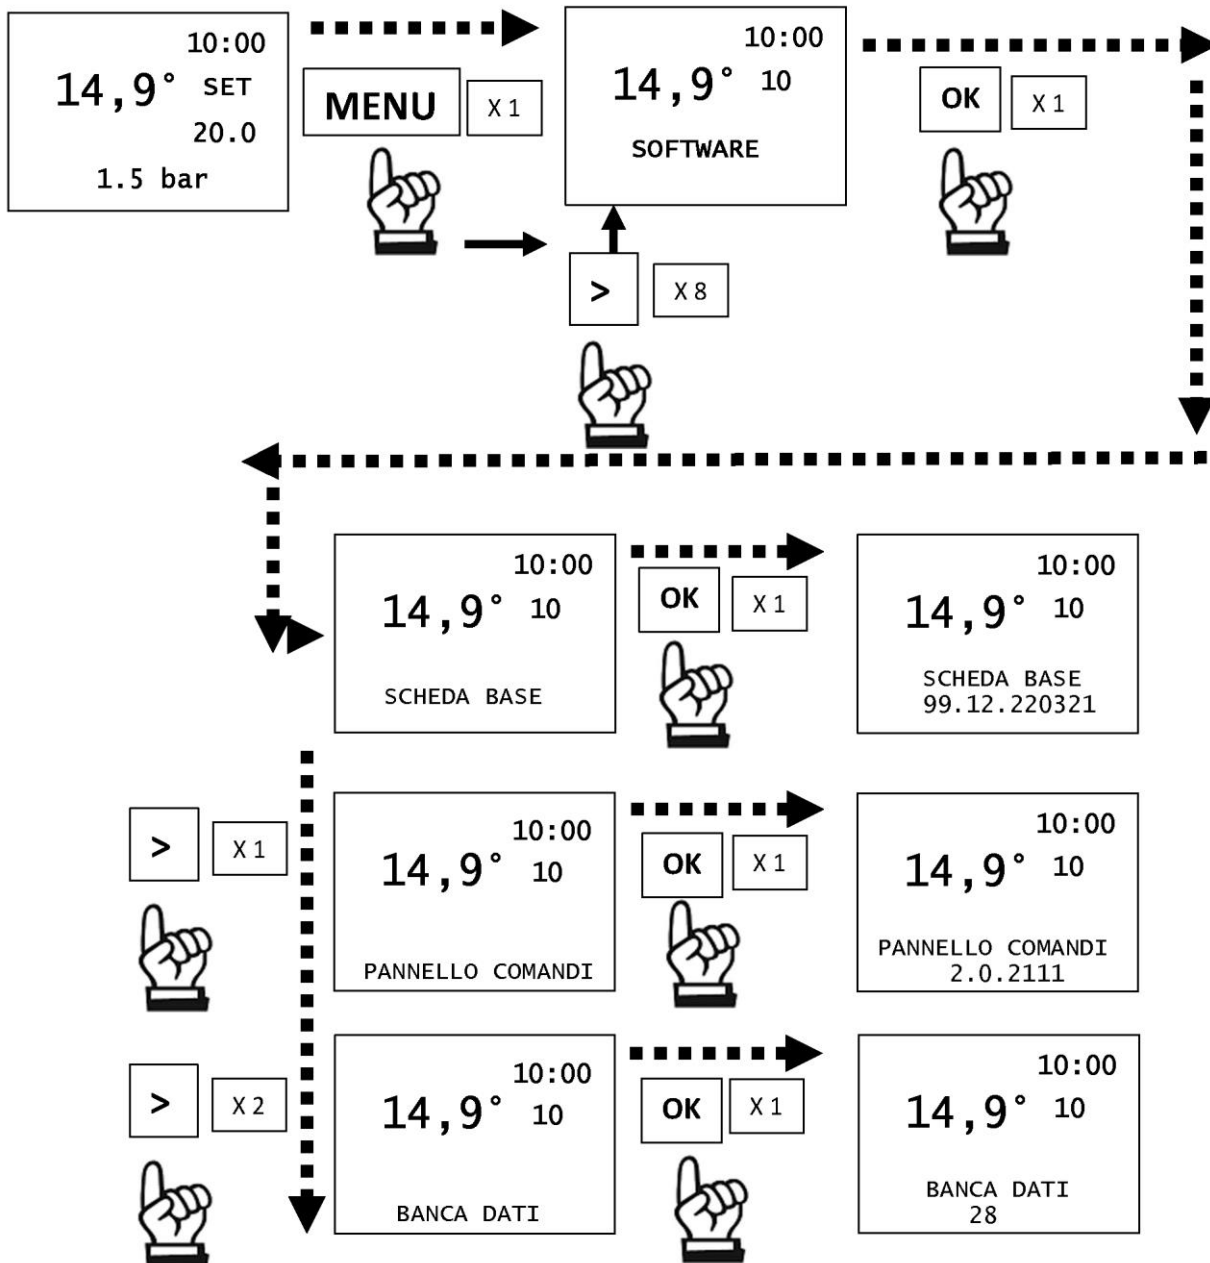 10:00
14,9° SET
20.0
1.5 bar
MENU X 1
10:00
14,9° 10
SOFTWARE
OK X 1
> X 8
10:00
14,9° 10
SCHEDA BASE
OK X 1
10:00
14,9° 10
SCHEDA BASE
99.12.220321
> X 1
10:00
14,9° 10
PANNELLO COMANDI
OK X 1
10:00
14,9° 10
PANNELLO COMANDI
2.0.2111
> X 2
10:00
14,9° 10
BANCA DATI
OK X 1
10:00
14,9° 10
BANCA DATI
28